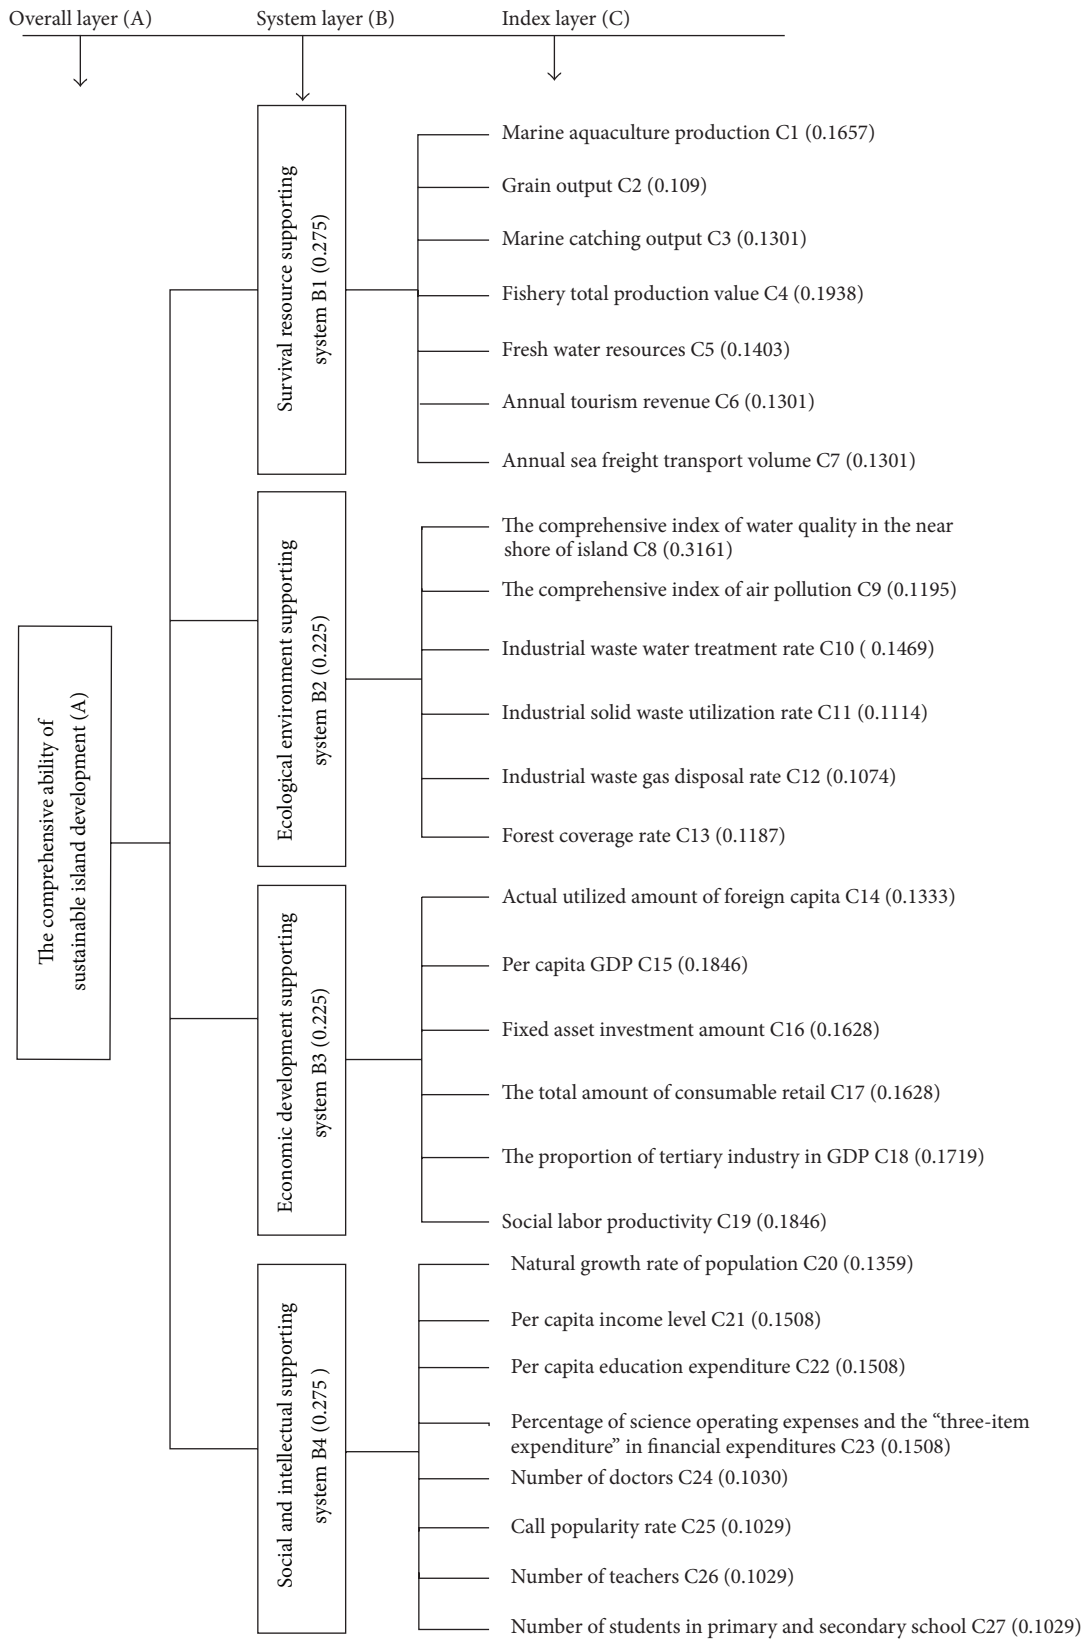 Overall layer (A)
System layer (B)
Index layer (C)
The comprehensive ability of
sustainable island development (A)
Survival resource supporting
system B1 (0.275)
Marine aquaculture production C1 (0.1657)
Grain output C2 (0.109)
Marine catching output C3 (0.1301)
Fishery total production value C4 (0.1938)
Fresh water resources C5 (0.1403)
Annual tourism revenue C6 (0.1301)
Annual sea freight transport volume C7 (0.1301)
Ecological environment supporting
system B2 (0.225)
The comprehensive index of water quality in the near
shore of island C8 (0.3161)
The comprehensive index of air pollution C9 (0.1195)
Industrial waste water treatment rate C10 ( 0.1469)
Industrial solid waste utilization rate C11 (0.1114)
Industrial waste gas disposal rate C12 (0.1074)
Forest coverage rate C13 (0.1187)
Economic development supporting
system B3 (0.225)
Actual utilized amount of foreign capita C14 (0.1333)
Per capita GDP C15 (0.1846)
Fixed asset investment amount C16 (0.1628)
The total amount of consumable retail C17 (0.1628)
The proportion of tertiary industry in GDP C18 (0.1719)
Social labor productivity C19 (0.1846)
Social and intellectual supporting
system B4 (0.275 )
Natural growth rate of population C20 (0.1359)
Per capita income level C21 (0.1508)
Per capita education expenditure C22 (0.1508)
Percentage of science operating expenses and the “three-item
expenditure” in financial expenditures C23 (0.1508)
Number of doctors C24 (0.1030)
Call popularity rate C25 (0.1029)
Number of teachers C26 (0.1029)
Number of students in primary and secondary school C27 (0.1029)